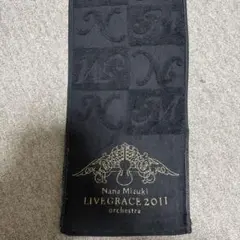 N M
M N
N M
Nana Mizuki
LIVEGRACE 2011
orchestra